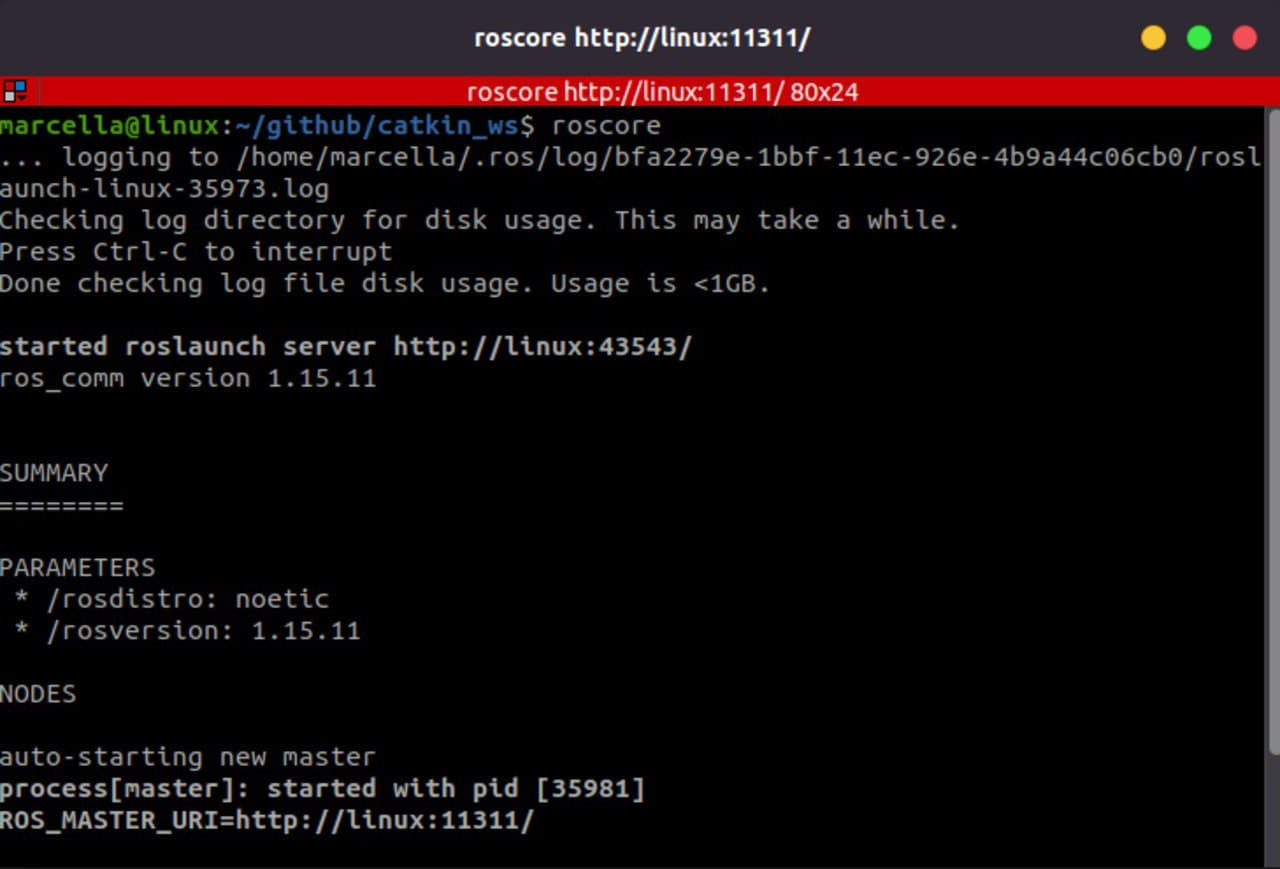 roscore http://linux:11311/
roscore http://linux:11311/ 80x24
marcella@linux:~/github/catkin_ws$ roscore
... logging to /home/marcella/.ros/log/bfa2279e-1bbf-11ec-926e-4b9a44c06cb0/rosl
aunch-linux-35973.log
Checking log directory for disk usage. This may take a while.
Press Ctrl-C to interrupt
Done checking log file disk usage. Usage is <1GB.
started roslaunch server http://linux:43543/
ros_comm version 1.15.11
SUMMARY
========
PARAMETERS
* /rosdistro: noetic
* /rosversion: 1.15.11
NODES
auto-starting new master
process[master]: started with pid [35981]
ROS_MASTER_URI=http://linux:11311/